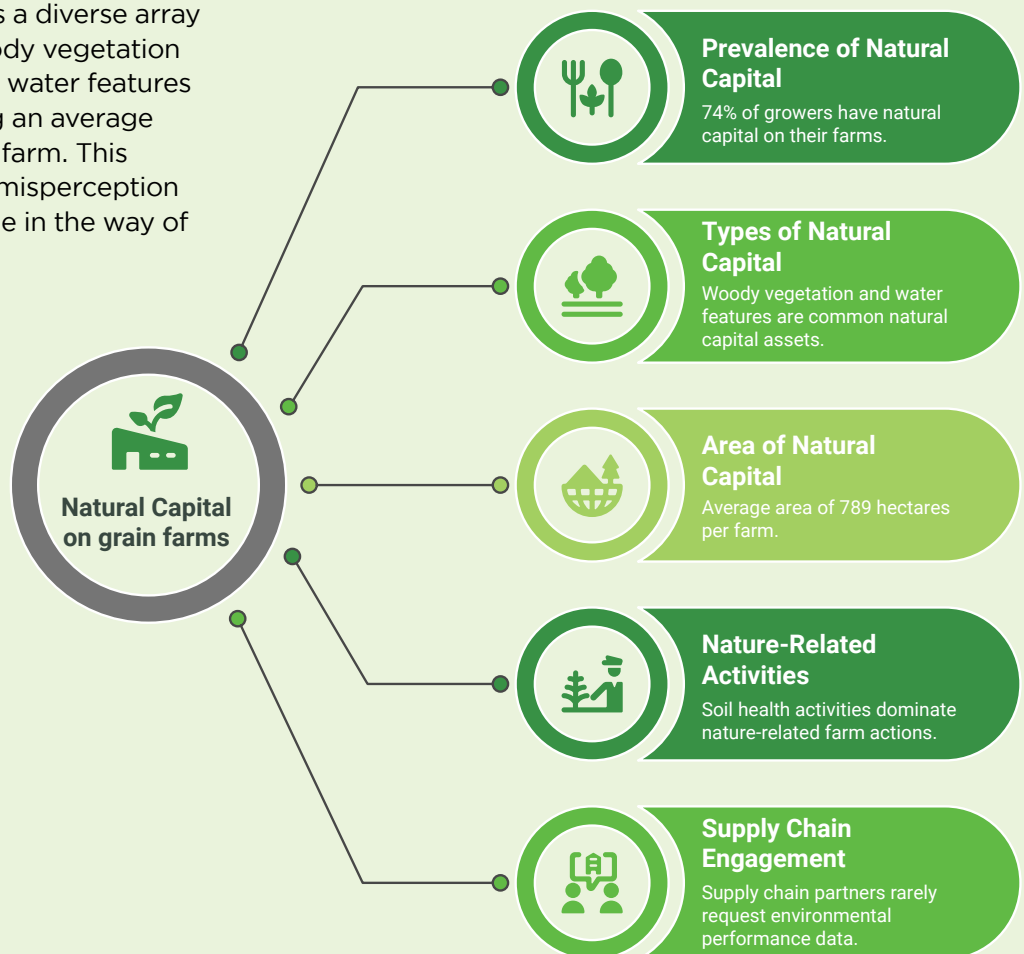 s a diverse array
dy vegetation
water features
g an average
farm. This
misperception
e in the way of
Natural Capital
on grain farms
Prevalence of Natural
Capital
74% of growers have natural
capital on their farms.
Types of Natural
Capital
Woody vegetation and water
features are common natural
capital assets.
Area of Natural
Capital
Average area of 789 hectares
per farm.
Nature-Related
Activities
Soil health activities dominate
nature-related farm actions.
Supply Chain
Engagement
Supply chain partners rarely
request environmental
performance data.